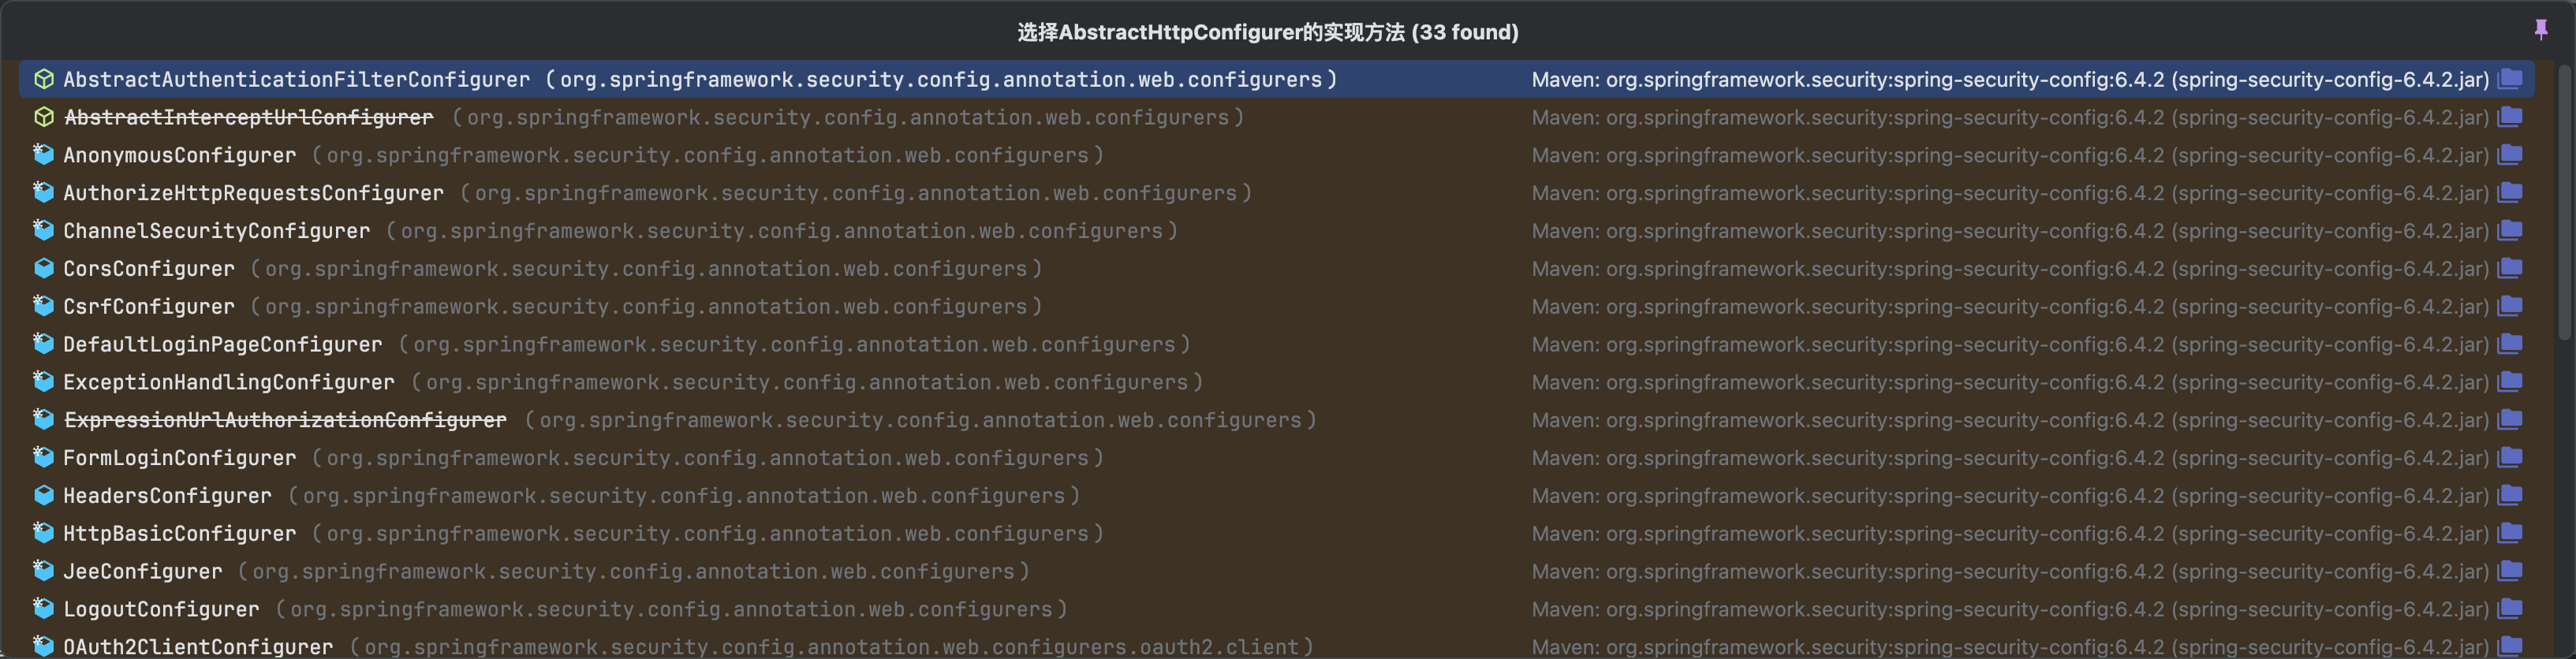 选择AbstractHttpConfigurer的实现方法 (33 found)
AbstractAuthenticationFilterConfigurer (org.springframework.security.config.annotation.web.configurers) Maven: org.springframework.security:spring-security-config:6.4.2 (spring-security-config-6.4.2.jar)
AbstractInterceptUrlConfigurer (org.springframework.security.config.annotation.web.configurers) Maven: org.springframework.security:spring-security-config:6.4.2 (spring-security-config-6.4.2.jar)
AnonymousConfigurer (org.springframework.security.config.annotation.web.configurers) Maven: org.springframework.security:spring-security-config:6.4.2 (spring-security-config-6.4.2.jar)
AuthorizeHttpRequestsConfigurer (org.springframework.security.config.annotation.web.configurers) Maven: org.springframework.security:spring-security-config:6.4.2 (spring-security-config-6.4.2.jar)
ChannelSecurityConfigurer (org.springframework.security.config.annotation.web.configurers) Maven: org.springframework.security:spring-security-config:6.4.2 (spring-security-config-6.4.2.jar)
CorsConfigurer (org.springframework.security.config.annotation.web.configurers) Maven: org.springframework.security:spring-security-config:6.4.2 (spring-security-config-6.4.2.jar)
CsrfConfigurer (org.springframework.security.config.annotation.web.configurers) Maven: org.springframework.security:spring-security-config:6.4.2 (spring-security-config-6.4.2.jar)
DefaultLoginPageConfigurer (org.springframework.security.config.annotation.web.configurers) Maven: org.springframework.security:spring-security-config:6.4.2 (spring-security-config-6.4.2.jar)
ExceptionHandlingConfigurer (org.springframework.security.config.annotation.web.configurers) Maven: org.springframework.security:spring-security-config:6.4.2 (spring-security-config-6.4.2.jar)
ExpressionUrlAuthorizationConfigurer (org.springframework.security.config.annotation.web.configurers) Maven: org.springframework.security:spring-security-config:6.4.2 (spring-security-config-6.4.2.jar)
FormLoginConfigurer (org.springframework.security.config.annotation.web.configurers) Maven: org.springframework.security:spring-security-config:6.4.2 (spring-security-config-6.4.2.jar)
HeadersConfigurer (org.springframework.security.config.annotation.web.configurers) Maven: org.springframework.security:spring-security-config:6.4.2 (spring-security-config-6.4.2.jar)
HttpBasicConfigurer (org.springframework.security.config.annotation.web.configurers) Maven: org.springframework.security:spring-security-config:6.4.2 (spring-security-config-6.4.2.jar)
JeeConfigurer (org.springframework.security.config.annotation.web.configurers) Maven: org.springframework.security:spring-security-config:6.4.2 (spring-security-config-6.4.2.jar)
LogoutConfigurer (org.springframework.security.config.annotation.web.configurers) Maven: org.springframework.security:spring-security-config:6.4.2 (spring-security-config-6.4.2.jar)
OAuth2ClientConfigurer (org.springframework.security.config.annotation.web.configurers.oauth2.client) Maven: org.springframework.security:spring-security-config:6.4.2 (spring-security-config-6.4.2.jar)